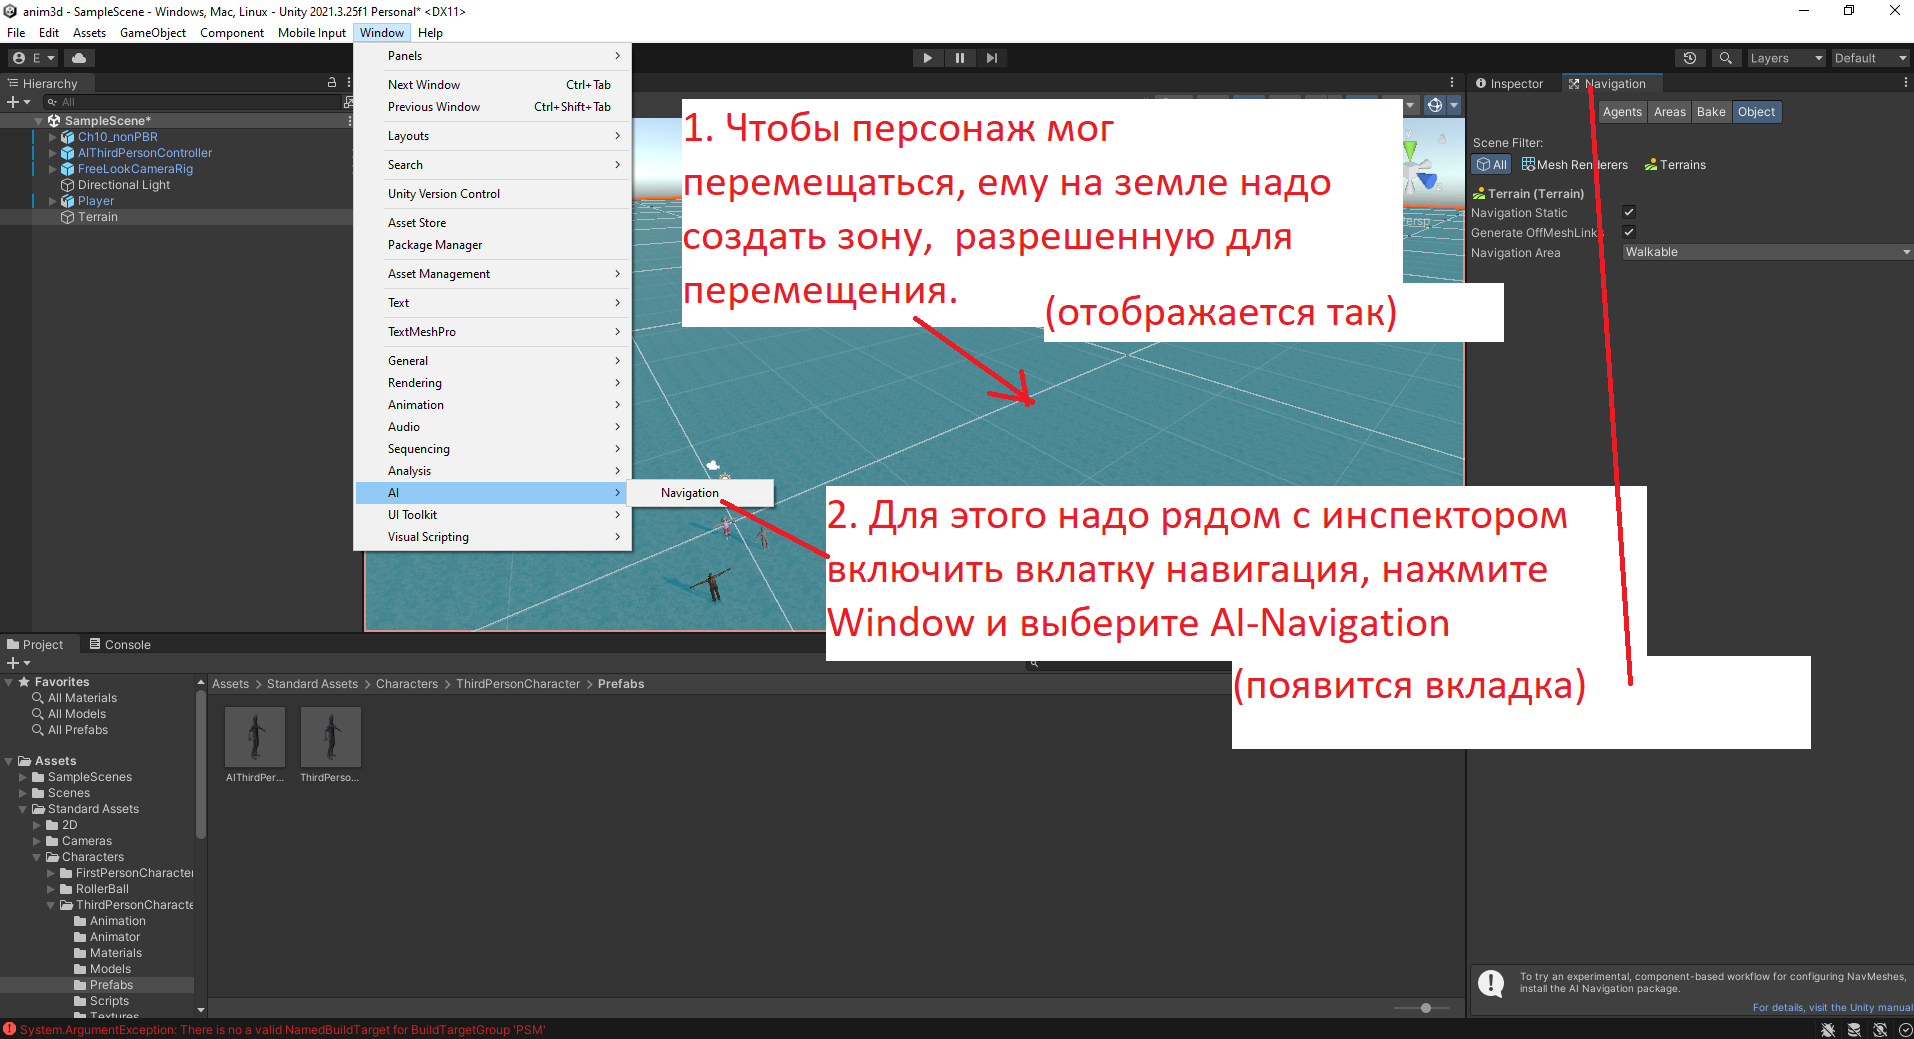 anim3d - SampleScene - Windows, Mac, Linux - Unity 2021.3.25f1 Personal* <DX11>
File Edit Assets GameObject Component Mobile Input Window Help
E
Layers
Default
Hierarchy
All
SampleScene*
Ch10_nonPBR
AIThirdPersonController
FreeLookCameraRig
Directional Light
Player
Terrain
Panels
Next Window Ctrl+Tab
Previous Window Ctrl+Shift+Tab
Layouts
Search
Unity Version Control
Asset Store
Package Manager
Asset Management
Text
TextMeshPro
General
Rendering
Animation
Audio
Sequencing
Analysis
AI
UI Toolkit
Visual Scripting
Navigation
1. Чтобы персонаж мог
перемещаться, ему на земле надо
создать зону, разрешенную для
перемещения.
(отображается так)
2. Для этого надо рядом с инспектором
включить вклатку навигация, нажмите
Window и выберите AI-Navigation
(появится вкладка)
Inspector Navigation
Agents Areas Bake Object
Scene Filter:
All Mesh Renderers Terrains
Terrain (Terrain)
Navigation Static
Generate OffMeshLink
Navigation Area Walkable
To try an experimental, component-based workflow for configuring NavMeshes,
install the AI Navigation package.
For details, visit the Unity manual
Project Console
Favorites
All Materials
All Models
All Prefabs
Assets
SampleScenes
Scenes
Standard Assets
2D
Cameras
Characters
FirstPersonCharacter
RollerBall
ThirdPersonCharacte
Animation
Animator
Materials
Models
Prefabs
Scripts
Textures
Assets > Standard Assets > Characters > ThirdPersonCharacter > Prefabs
AIThirdPer... ThirdPerso...
System.ArgumentException: There is no a valid NamedBuildTarget for BuildTargetGroup 'PSM'